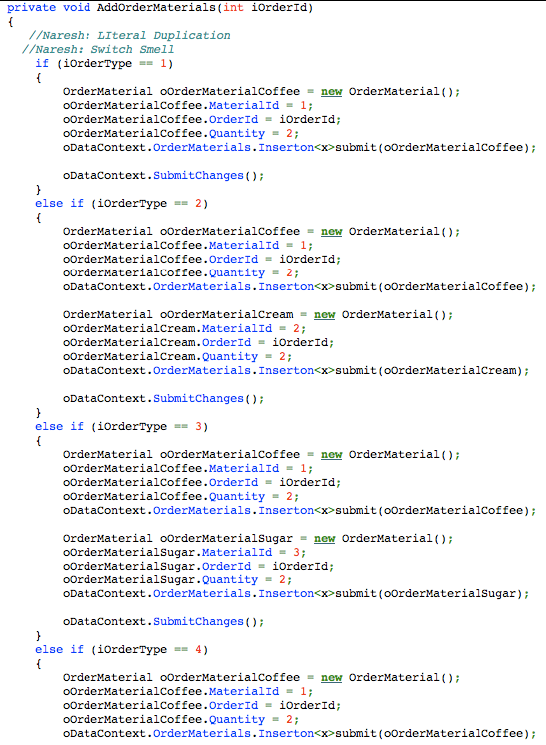 private void AddOrderMaterials(int iOrderId)
{
//Naresh: LIteral Duplication
//Naresh: Switch Smell
if (iOrderType == 1)
{
OrderMaterial oOrderMaterialCoffee = new OrderMaterial();
oOrderMaterialCoffee.MaterialId = 1;
oOrderMaterialCoffee.OrderId = iOrderId;
oOrderMaterialCoffee.Quantity = 2;
oDataContext.OrderMaterials.Inserton<x>submit(oOrderMaterialCoffee);
oDataContext.SubmitChanges();
}
else if (iOrderType == 2)
{
OrderMaterial oOrderMaterialCoffee = new OrderMaterial();
oOrderMaterialCoffee.MaterialId = 1;
oOrderMaterialCoffee.OrderId = iOrderId;
oOrderMaterialCoffee.Quantity = 2;
oDataContext.OrderMaterials.Inserton<x>submit(oOrderMaterialCoffee);
OrderMaterial oOrderMaterialCream = new OrderMaterial();
oOrderMaterialCream.MaterialId = 2;
oOrderMaterialCream.OrderId = iOrderId;
oOrderMaterialCream.Quantity = 2;
oDataContext.OrderMaterials.Inserton<x>submit(oOrderMaterialCream);
oDataContext.SubmitChanges();
}
else if (iOrderType == 3)
{
OrderMaterial oOrderMaterialCoffee = new OrderMaterial();
oOrderMaterialCoffee.MaterialId = 1;
oOrderMaterialCoffee.OrderId = iOrderId;
oOrderMaterialCoffee.Quantity = 2;
oDataContext.OrderMaterials.Inserton<x>submit(oOrderMaterialCoffee);
OrderMaterial oOrderMaterialSugar = new OrderMaterial();
oOrderMaterialSugar.MaterialId = 3;
oOrderMaterialSugar.OrderId = iOrderId;
oOrderMaterialSugar.Quantity = 2;
oDataContext.OrderMaterials.Inserton<x>submit(oOrderMaterialSugar);
oDataContext.SubmitChanges();
}
else if (iOrderType == 4)
{
OrderMaterial oOrderMaterialCoffee = new OrderMaterial();
oOrderMaterialCoffee.MaterialId = 1;
oOrderMaterialCoffee.OrderId = iOrderId;
oOrderMaterialCoffee.Quantity = 2;
oDataContext.OrderMaterials.Inserton<x>submit(oOrderMaterialCoffee);